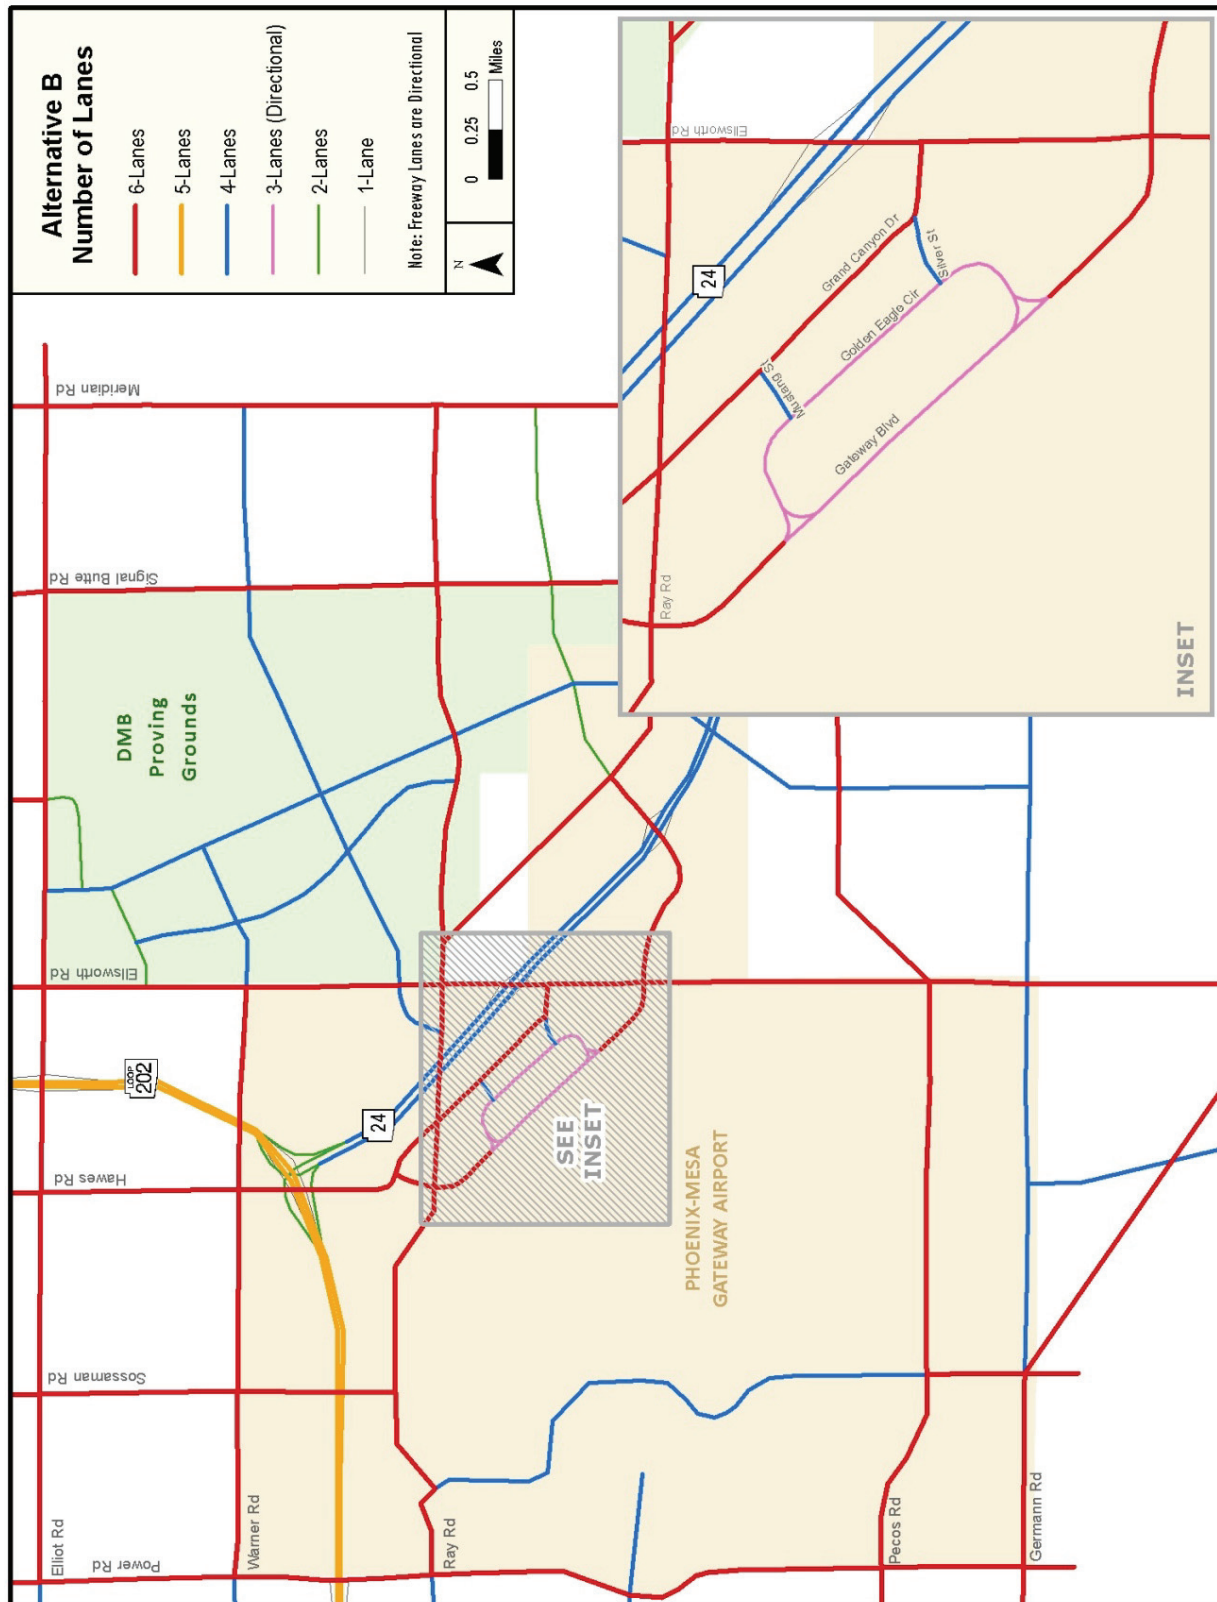 Alternative B
Number of Lanes
6-Lanes
5-Lanes
4-Lanes
3-Lanes (Directional)
2-Lanes
1-Lane
Note: Freeway Lanes are Directional
0 0.25 0.5
Miles
N
Elliot Rd
Warner Rd
Ray Rd
Pecos Rd
Germann Rd
Power Rd
Sossaman Rd
Hawes Rd
Ellsworth Rd
Signal Butte Rd
Meridian Rd
LOOP
202
24
DMB
Proving
Grounds
SEE
INSET
PHOENIX-MESA
GATEWAY AIRPORT
Ellsworth Rd
24
Grand Canyon Dr
Silver St
Golden Eagle Cir
Mustang St
Gateway Blvd
Ray Rd
INSET